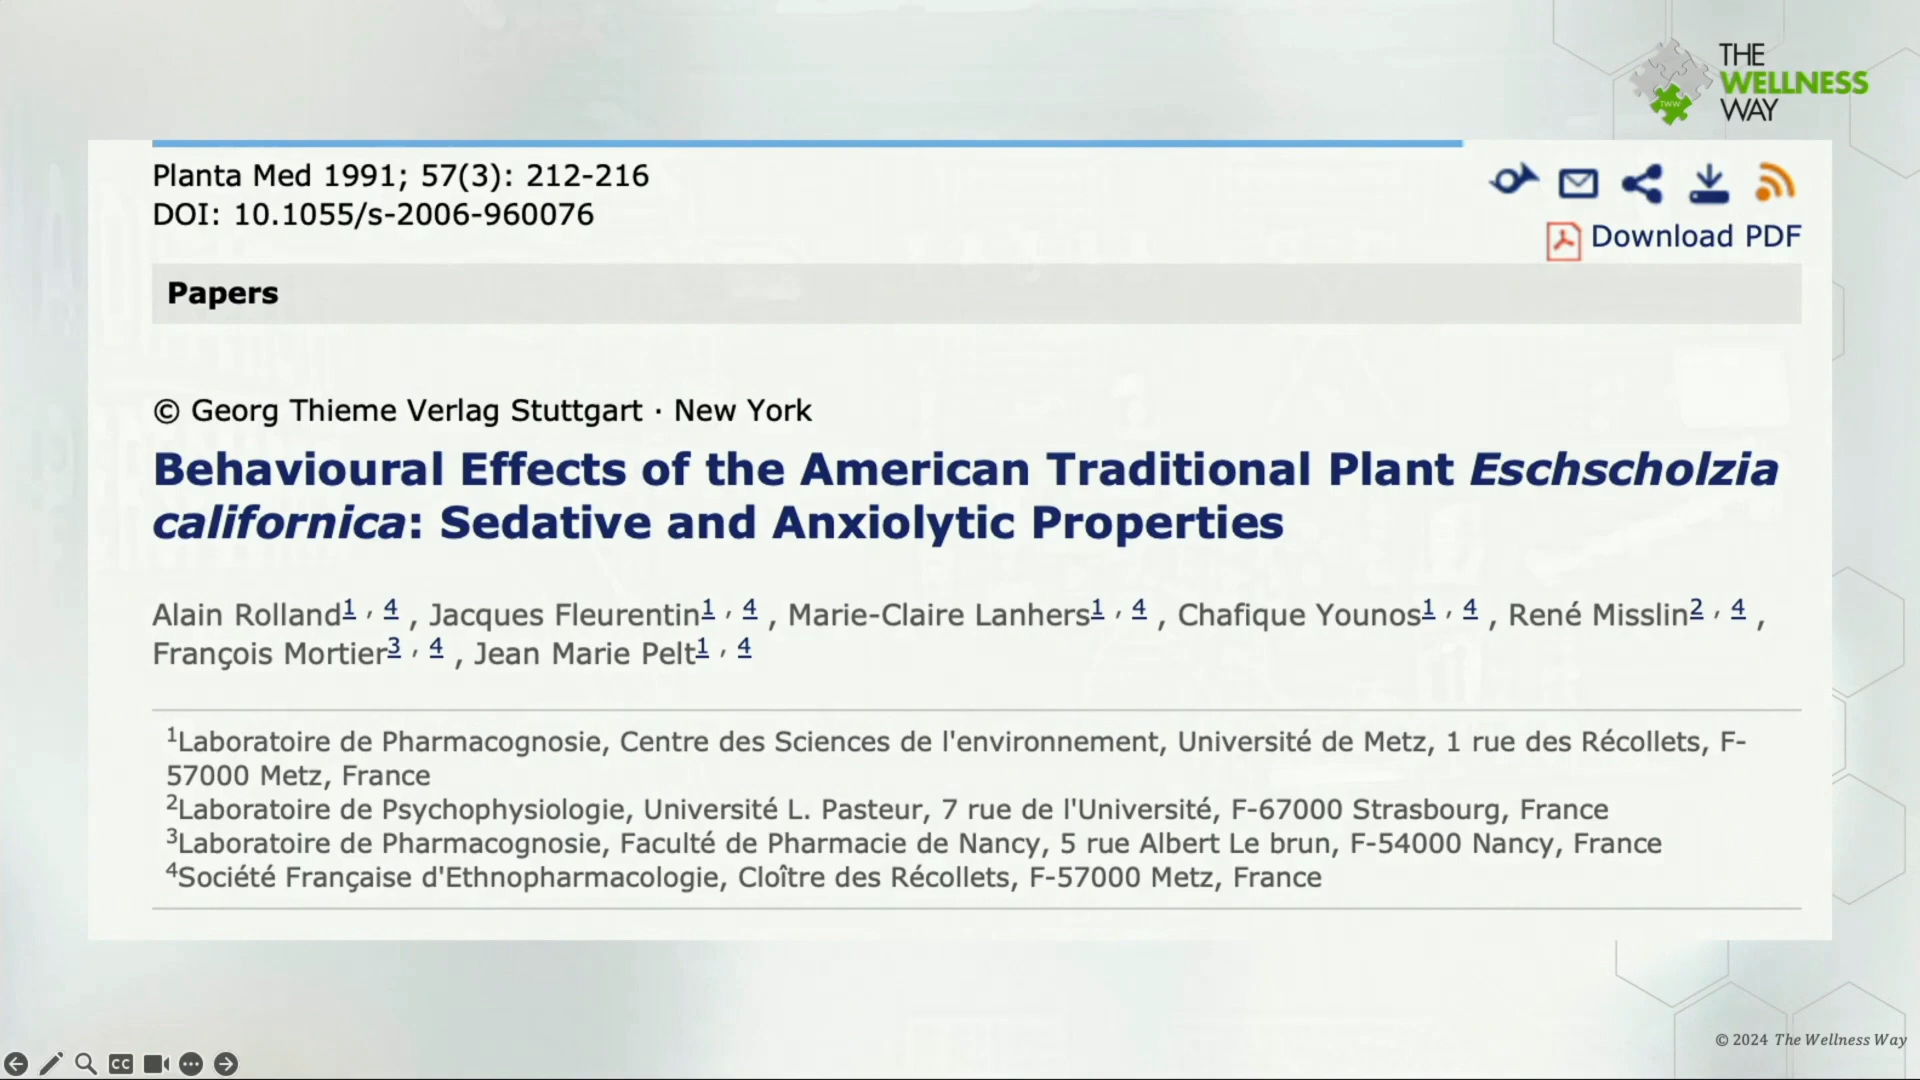 THE
WELLNESS
WAY
TWW
Planta Med 1991; 57(3): 212-216
DOI: 10.1055/s-2006-960076
Download PDF
Papers
© Georg Thieme Verlag Stuttgart · New York
Behavioural Effects of the American Traditional Plant Eschscholzia
californica: Sedative and Anxiolytic Properties
Alain Rolland1, 4, Jacques Fleurentin1, 4, Marie-Claire Lanhers1, 4, Chafique Younos1, 4, René Misslin2, 4,
François Mortier3, 4, Jean Marie Pelt1, 4
1Laboratoire de Pharmacognosie, Centre des Sciences de l'environnement, Université de Metz, 1 rue des Récollets, F-
57000 Metz, France
2Laboratoire de Psychophysiologie, Université L. Pasteur, 7 rue de l'Université, F-67000 Strasbourg, France
3Laboratoire de Pharmacognosie, Faculté de Pharmacie de Nancy, 5 rue Albert Le brun, F-54000 Nancy, France
4Société Française d'Ethnopharmacologie, Cloître des Récollets, F-57000 Metz, France
© 2024 The Wellness Way
CC